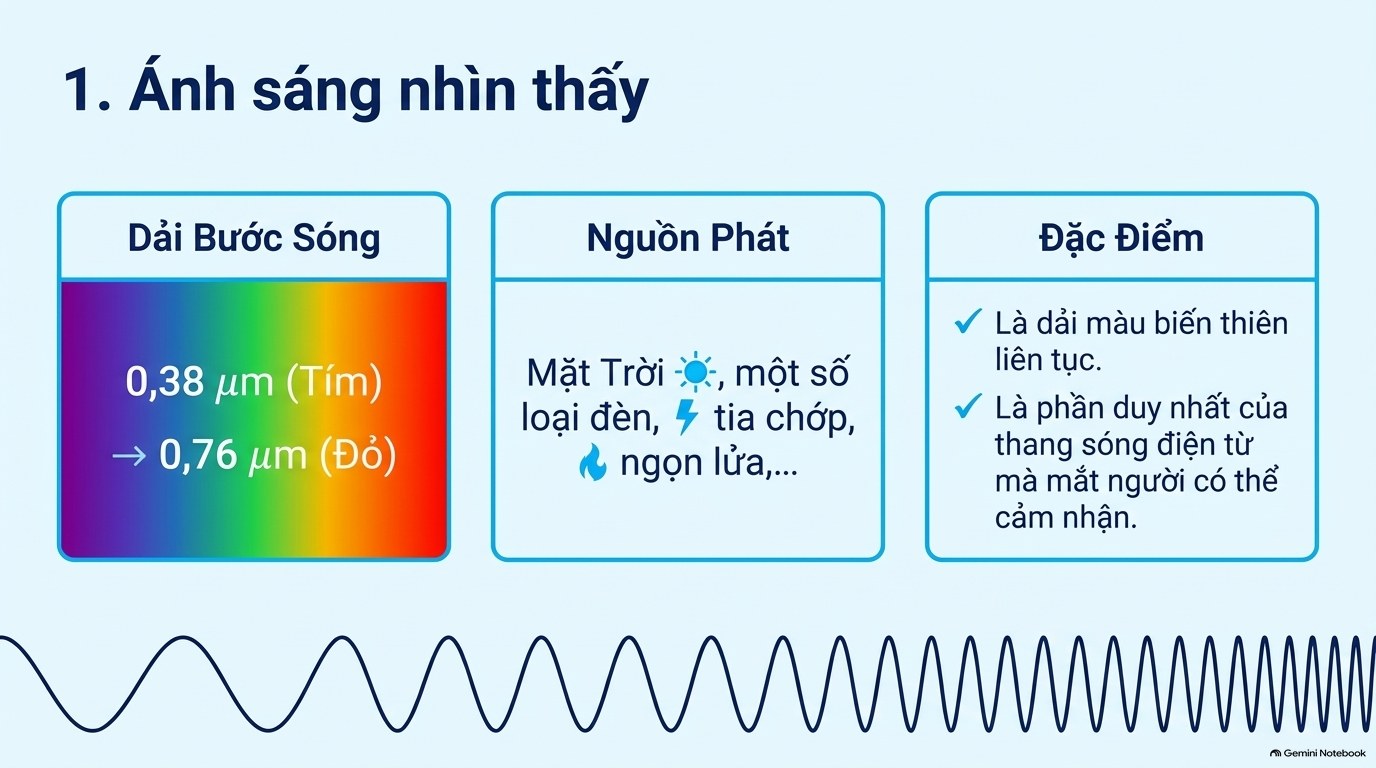 1. Ánh sáng nhìn thấy
Dải Bước Sóng
0,38 μm (Tím)
→ 0,76 μm (Đỏ)
Nguồn Phát
Mặt Trời , một số
loại đèn, tia chớp,
ngọn lửa,...
Đặc Điểm
Là dải màu biến thiên
liên tục.
Là phần duy nhất của
thang sóng điện từ
mà mắt người có thể
cảm nhận.
Gemini Notebook